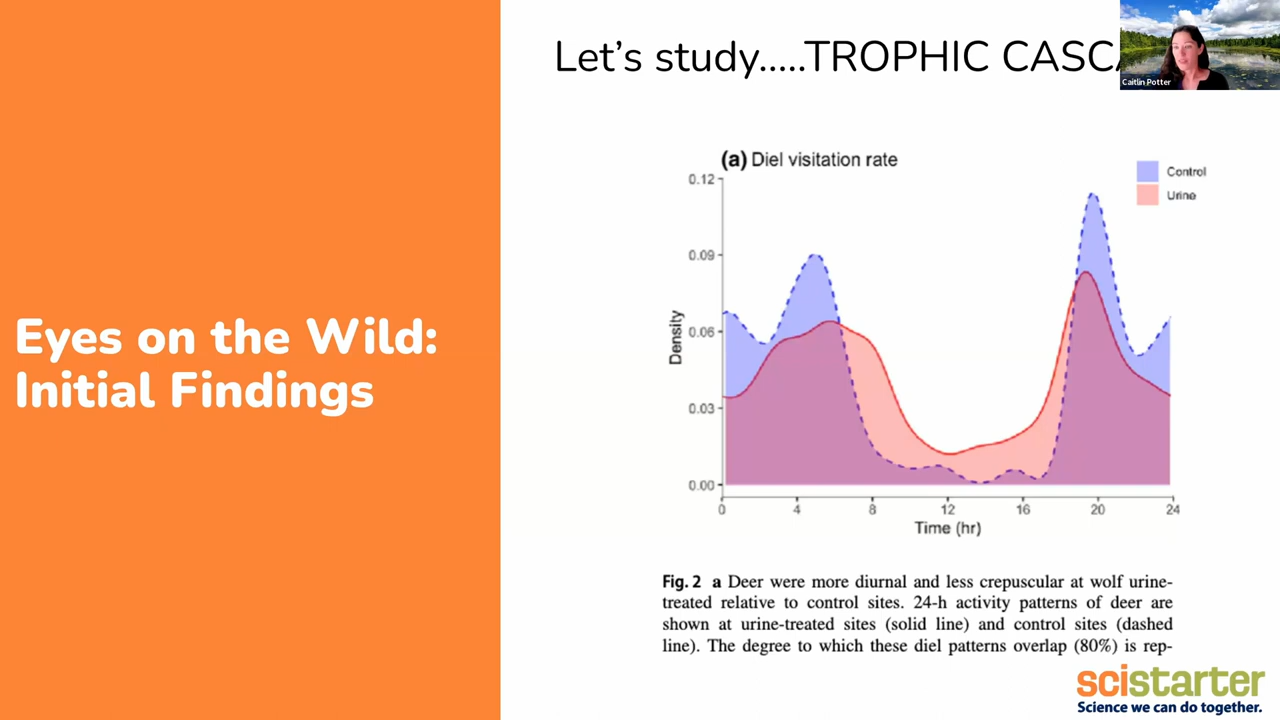 Let's study.....TROPHIC CASCA
Caitlin Potter
Eyes on the Wild:
Initial Findings
(a) Diel visitation rate
Control
Urine
0.12
0.09
0.06
0.03
0.00
Density
0 4 8 12 16 20 24
Time (hr)
Fig. 2 a Deer were more diurnal and less crepuscular at wolf urine-
treated relative to control sites. 24-h activity patterns of deer are
shown at urine-treated sites (solid line) and control sites (dashed
line). The degree to which these diel patterns overlap (80%) is rep-
scistarter
Science we can do together.